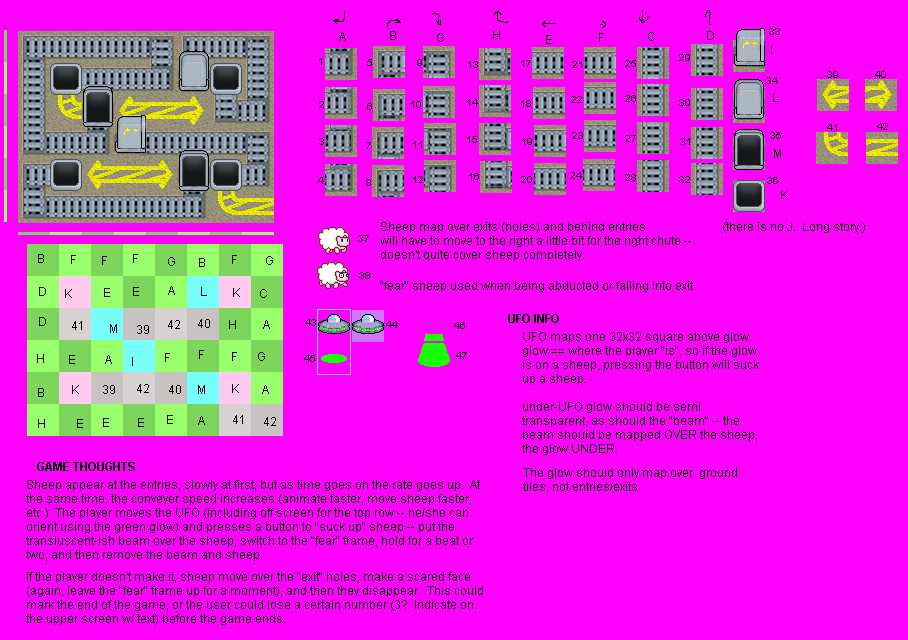 A B G H E F C D
1 5 9 13 17 21 25 29 33 I
2 6 10 14 18 22 26 30 34 L
3 7 11 15 19 23 27 31 35 M
4 8 12 16 20 24 28 32 36 K
39 40
41 42
37
38
Sheep map over exits (holes) and behind entries
will have to move to the right a little bit for the right chute --
doesn't quite cover sheep completely.
(there is no J.  Long story.)
"fear" sheep used when being abducted or falling into exit
B F F F G B F G
D K E E A L K C
D 41 M 39 42 40 H A
H E A I F F F G
B K 39 42 40 M K A
H E E E E A 41 42
43 44 46
45 47
UFO INFO
UFO maps one 32x32 square above glow.
glow == where the player "is", so if the glow
is on a sheep, pressing the button will suck
up a sheep.
under-UFO glow should be semi
transparent, as should the "beam" -- the
beam should be mapped OVER the sheep,
the glow UNDER.
The glow should only map over  ground
tiles, not entries/exits.
GAME THOUGHTS
Sheep appear at the entries, slowly at first, but as time goes on the rate goes up.  At
the same time, the conveyer speed increases (animate faster, move sheep faster,
etc.)  The player moves the UFO (including off screen for the top row -- he/she can
orient using the green glow) and presses a button to "suck up" sheep -- put the
transluscent-ish beam over the sheep, switch to the "fear" frame, hold for a beat or
two, and then remove the beam and sheep.
If the player doesn't make it, sheep move over the "exit" holes, make a scared face
(again, leave the "fear" frame up for a moment), and then they disappear.  This could
mark the end of the game, or the user could lose a certain number (3?  Indicate on
the upper screen w/ text) before the game ends.